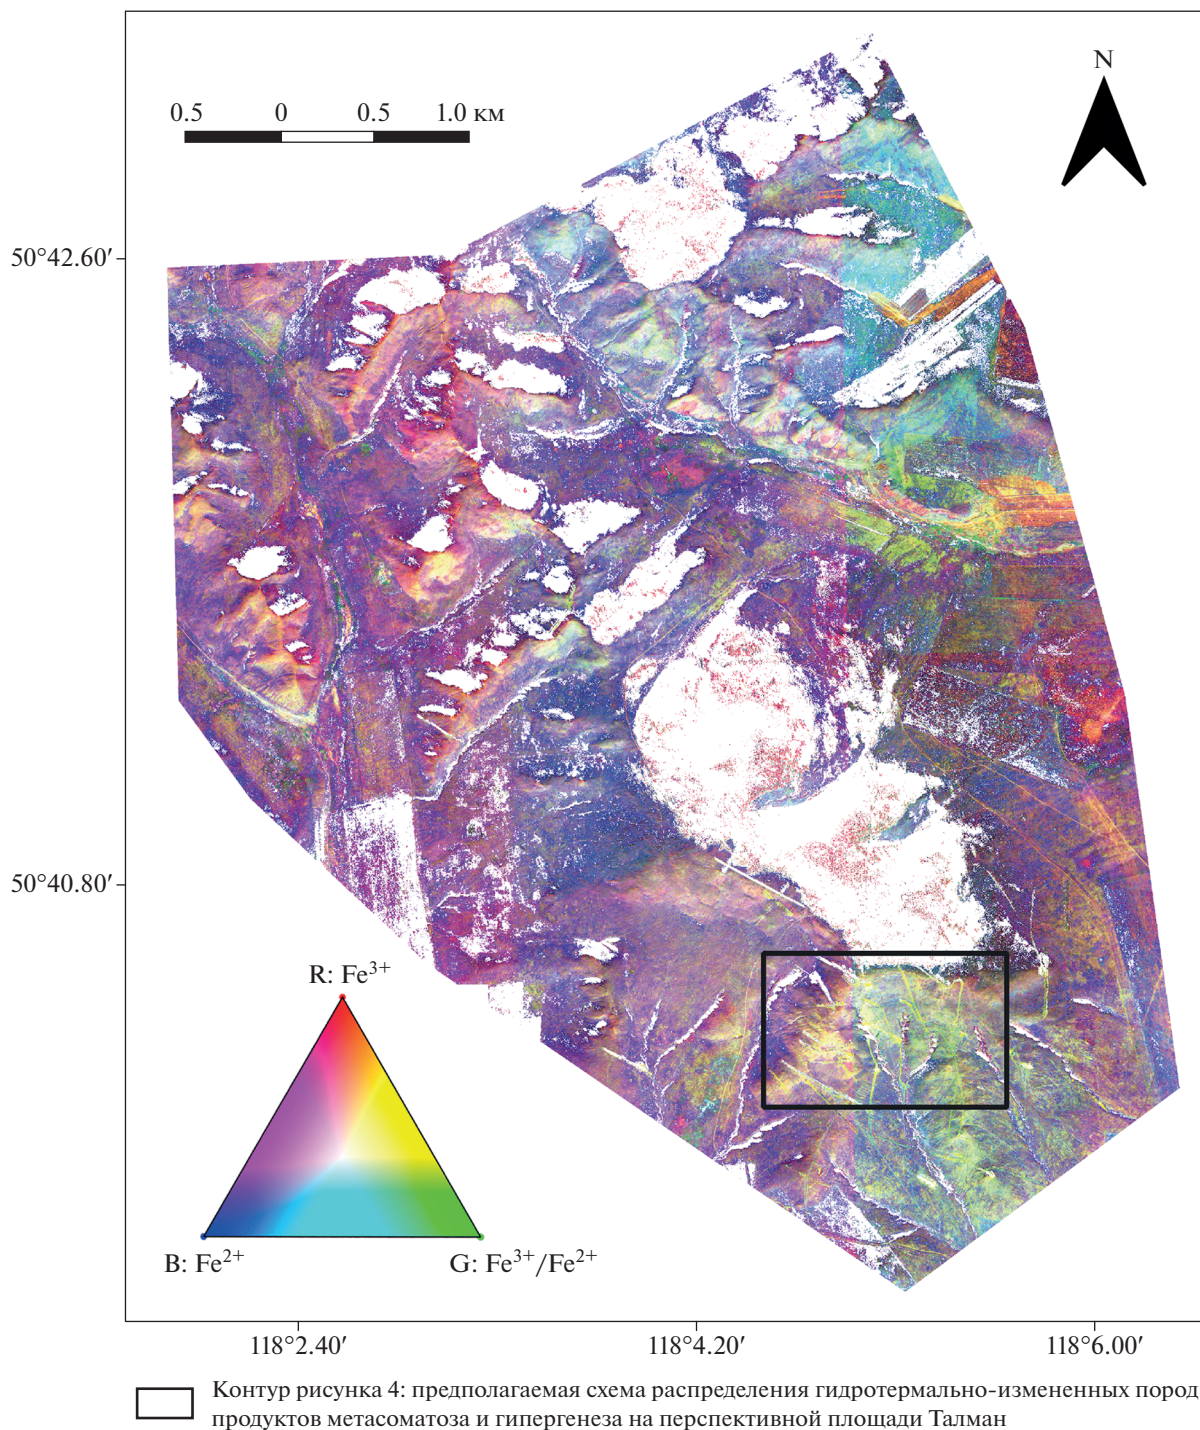 N
0.5 0 0.5 1.0 км
50°42.60′
50°40.80′
R: Fe³⁺
B: Fe²⁺
G: Fe³⁺/Fe²⁺
118°2.40′ 118°4.20′ 118°6.00′
Контур рисунка 4: предполагаемая схема распределения гидротермально-измененных пород
продуктов метасоматоза и гипергенеза на перспективной площади Талман